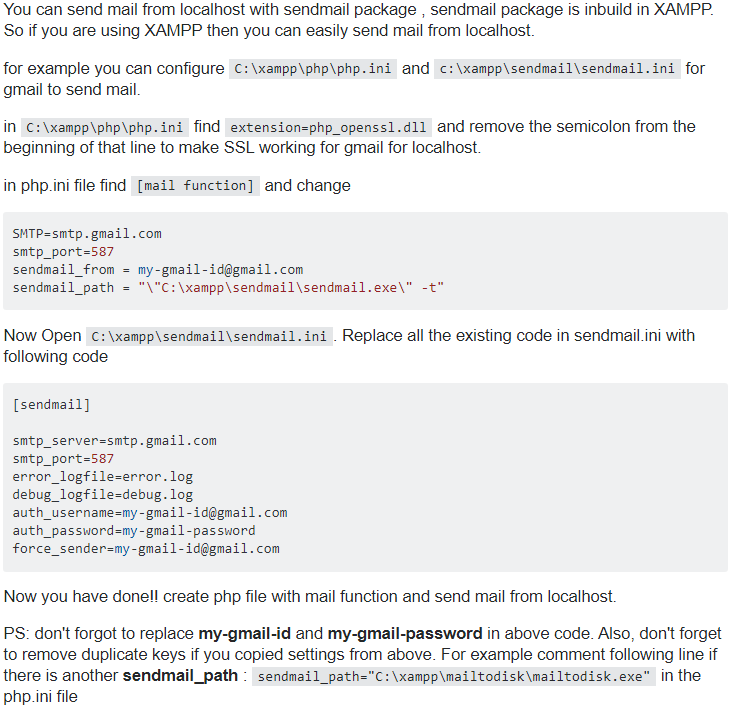 You can send mail from localhost with sendmail package , sendmail package is inbuild in XAMPP.
So if you are using XAMPP then you can easily send mail from localhost.
for example you can configure C:\xampp\php\php.ini and c:\xampp\sendmail\sendmail.ini for
gmail to send mail.
in C:\xampp\php\php.ini find extension=php_openssl.dll and remove the semicolon from the
beginning of that line to make SSL working for gmail for localhost.
in php.ini file find [mail function] and change
SMTP=smtp.gmail.com
smtp_port=587
sendmail_from = my-gmail-id@gmail.com
sendmail_path = "\"C:\xampp\sendmail\sendmail.exe\" -t"
Now Open C:\xampp\sendmail\sendmail.ini . Replace all the existing code in sendmail.ini with
following code
[sendmail]
smtp_server=smtp.gmail.com
smtp_port=587
error_logfile=error.log
debug_logfile=debug.log
auth_username=my-gmail-id@gmail.com
auth_password=my-gmail-password
force_sender=my-gmail-id@gmail.com
Now you have done!! create php file with mail function and send mail from localhost.
PS: don't forgot to replace my-gmail-id and my-gmail-password in above code. Also, don't forget
to remove duplicate keys if you copied settings from above. For example comment following line if
there is another sendmail_path : sendmail_path="C:\xampp\mailtodisk\mailtodisk.exe" in the
php.ini file